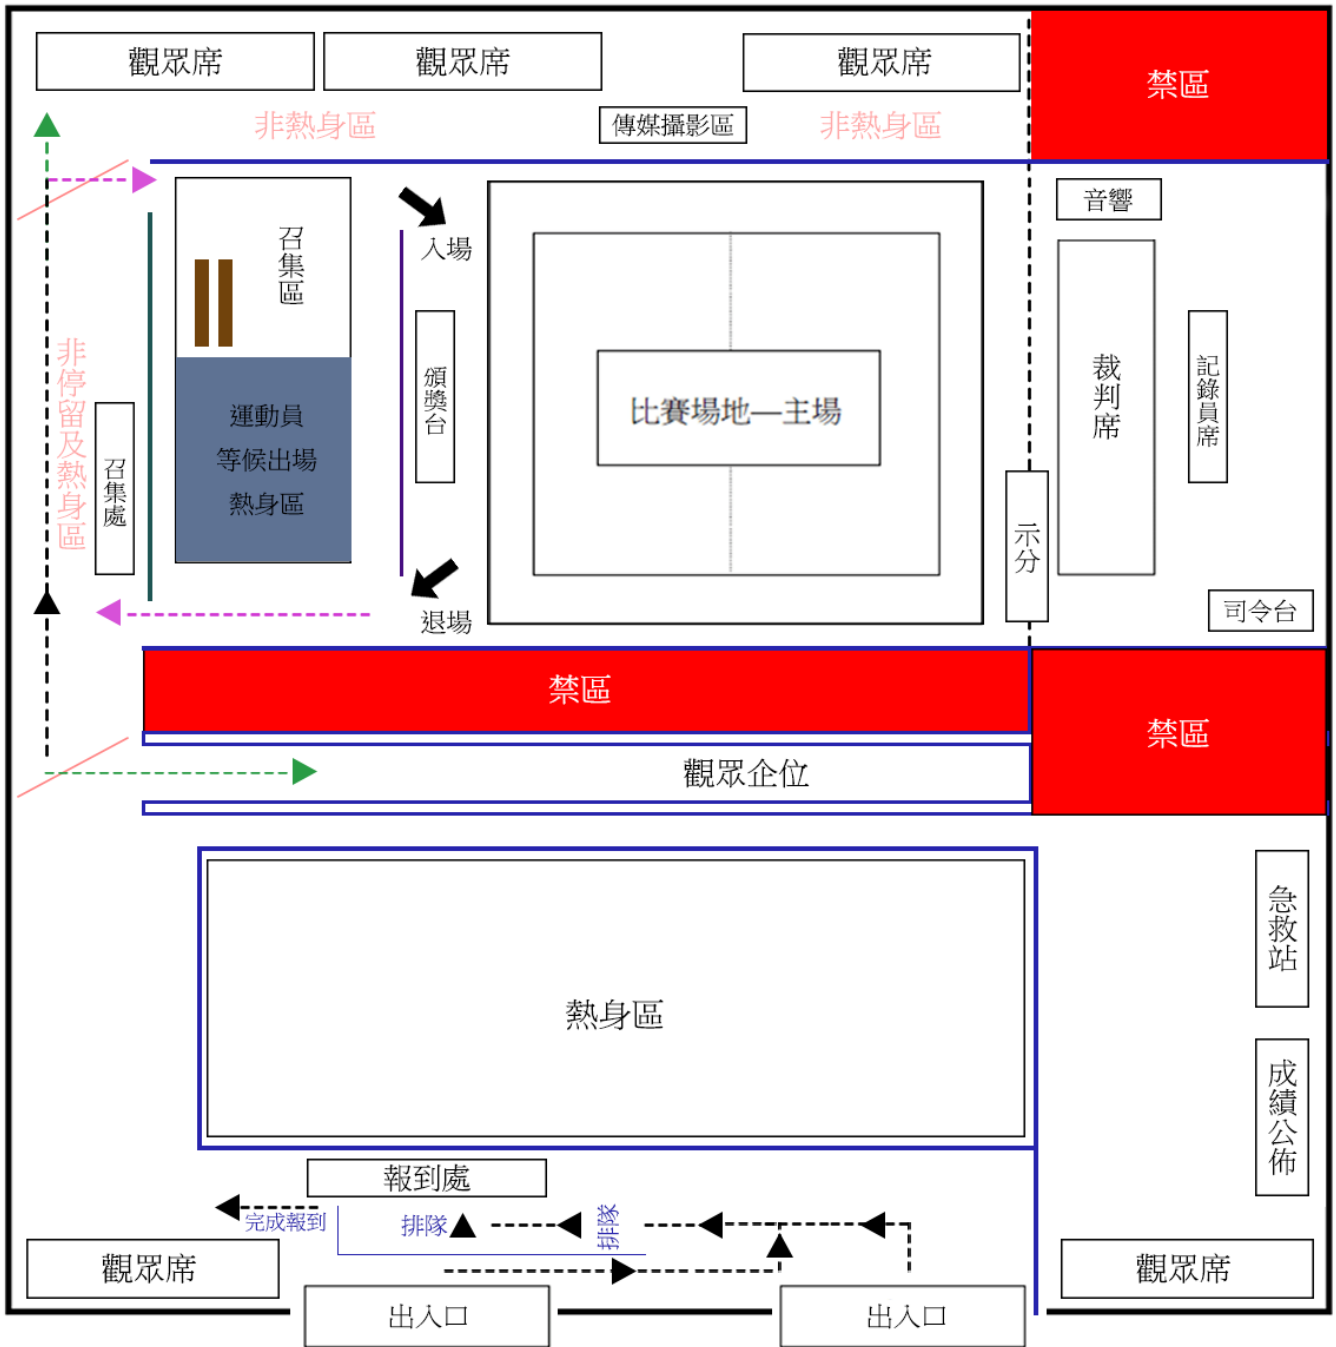 觀眾席
觀眾席
觀眾席
禁區
非熱身區
傳媒攝影區
非熱身區
音響
召集區
入場
頒獎台
比賽場地—主場
裁判席
記錄員席
非停留及熱身區
召集處
運動員
等候出場
熱身區
示分
退場
司令台
禁區
禁區
觀眾企位
急救站
熱身區
成績公佈
報到處
完成報到
排隊
排隊
觀眾席
觀眾席
出入口
出入口